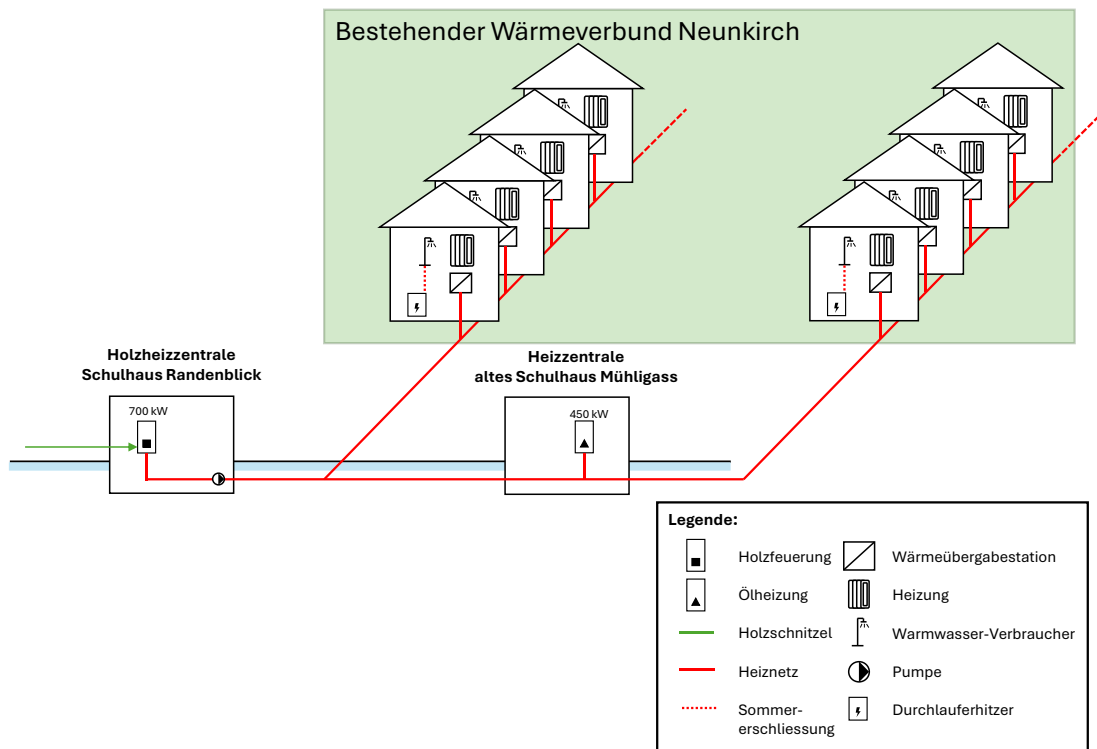 Bestehender Wärmeverbund Neunkirch
Holzheizzentrale
Schulhaus Randenblick
Heizzentrale
altes Schulhaus Mühligass
700 kW
450 kW
Legende:
Holzfeuerung
Wärmeübergabestation
Ölheizung
Heizung
Holzschnitzel
Warmwasser-Verbraucher
Heiznetz
Pumpe
Sommer-
erschliessung
Durchlauferhitzer